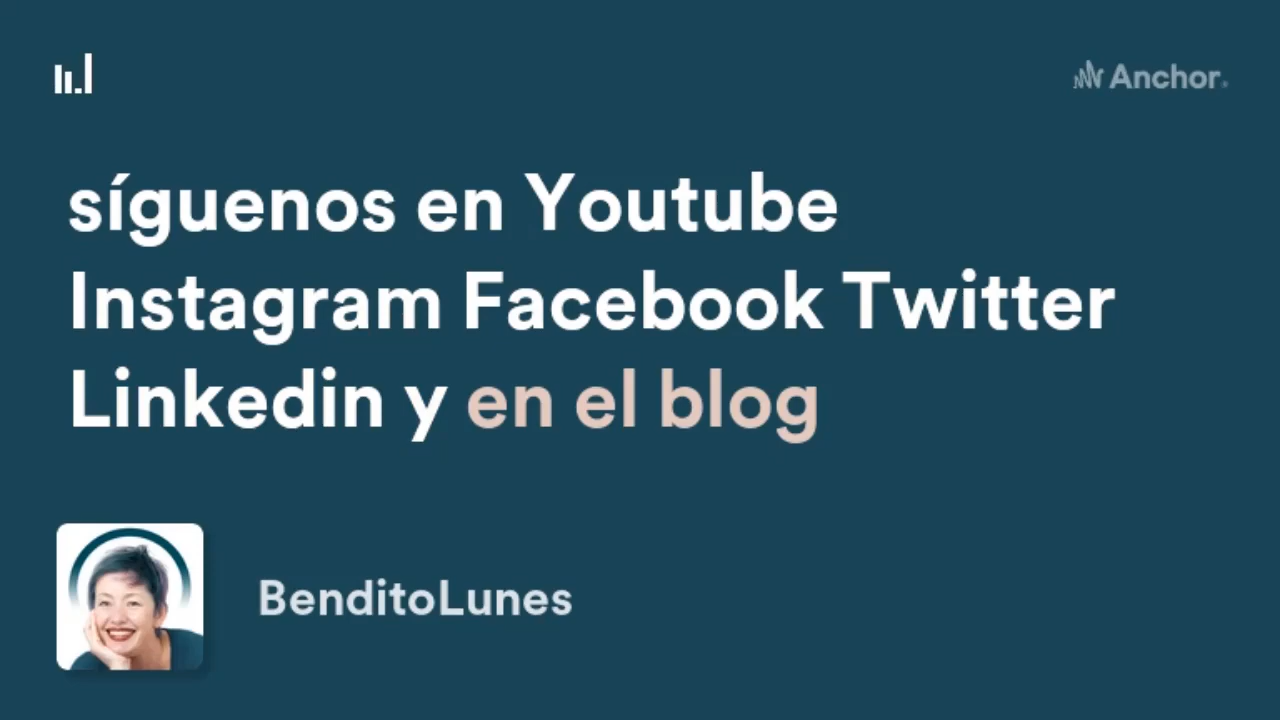 Anchor
síguenos en Youtube
Instagram Facebook Twitter
Linkedin y en el blog
BenditoLunes